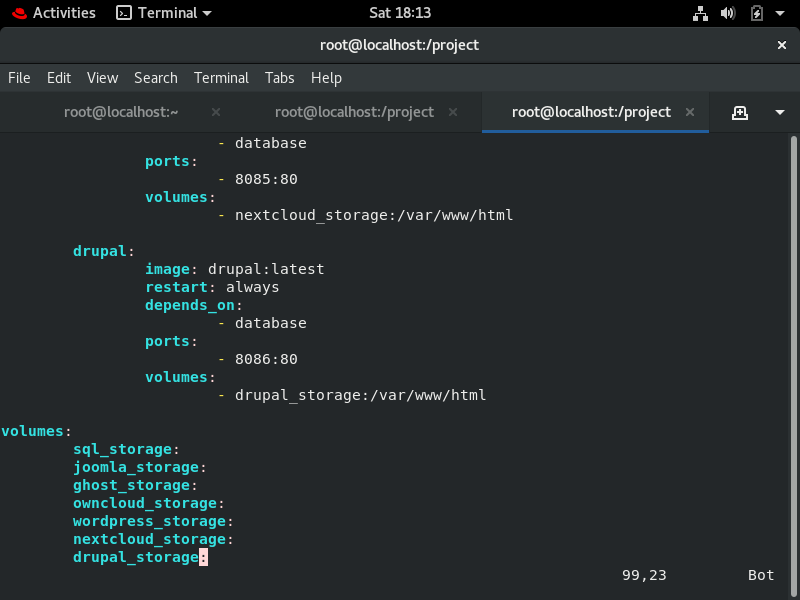 Activities Terminal Sat 18:13
root@localhost:/project ×
File Edit View Search Terminal Tabs Help
root@localhost:~ × root@localhost:/project × root@localhost:/project ×
- database
ports:
- 8085:80
volumes:
- nextcloud_storage:/var/www/html
drupal:
image: drupal:latest
restart: always
depends_on:
- database
ports:
- 8086:80
volumes:
- drupal_storage:/var/www/html
volumes:
sql_storage:
joomla_storage:
ghost_storage:
owncloud_storage:
wordpress_storage:
nextcloud_storage:
drupal_storage:
99,23 Bot